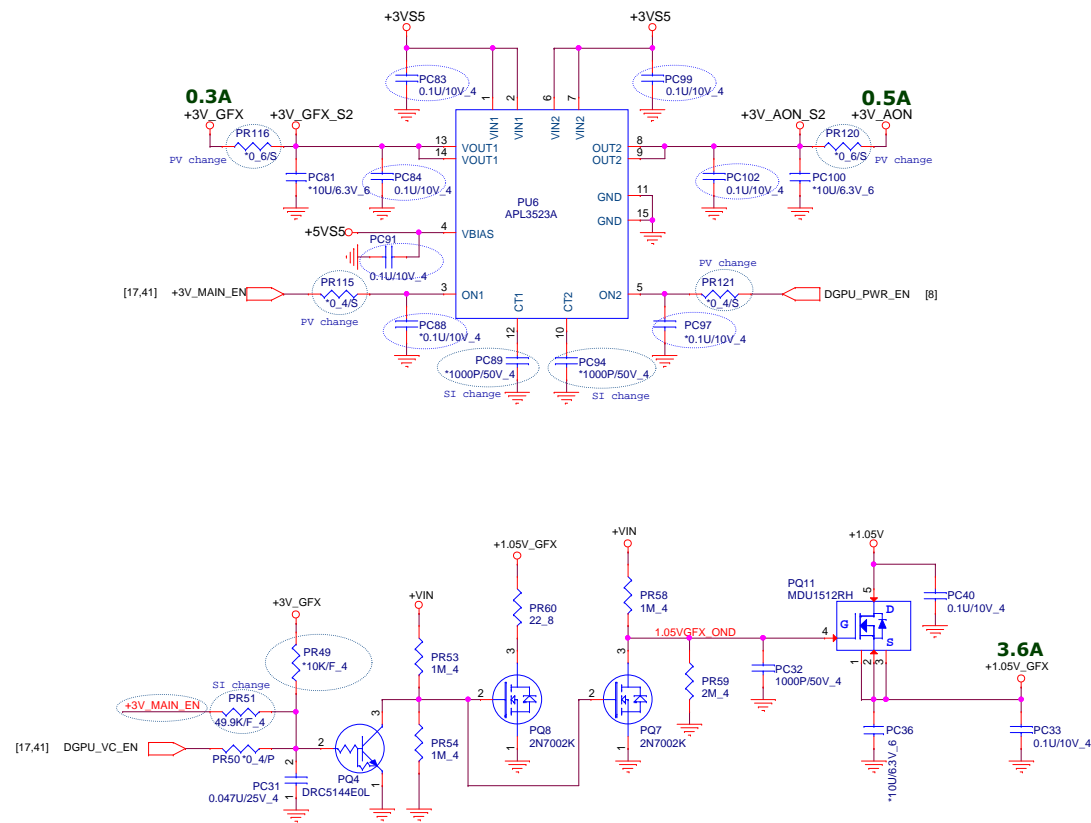 +3VS5
+3VS5
PC83
0.1U/10V_4
PC99
0.1U/10V_4
1
2
6
7
VIN1
VIN1
VIN2
VIN2
0.3A
+3V_GFX
+3V_GFX_S2
PR116
*0_6/S
PV change
PC81
*10U/6.3V_6
PC84
0.1U/10V_4
13
14
VOUT1
VOUT1
OUT2
OUT2
8
9
+3V_AON_S2
0.5A
+3V_AON
PR120
*0_6/S
PV change
PC102
0.1U/10V_4
PC100
*10U/6.3V_6
PU6
APL3523A
GND
11
GND
15
+5VS5
4
VBIAS
PC91
0.1U/10V_4
[17,41]
+3V_MAIN_EN
PR115
*0_4/S
PV change
3
ON1
PC88
*0.1U/10V_4
CT1
CT2
12
10
ON2
5
PV change
PR121
*0_4/S
DGPU_PWR_EN
[8]
PC97
*0.1U/10V_4
PC89
*1000P/50V_4
SI change
PC94
*1000P/50V_4
SI change
+3V_GFX
PR49
*10K/F_4
SI change
+3V_MAIN_EN
PR51
49.9K/F_4
[17,41]
DGPU_VC_EN
PR50
*0_4/P
2
PC31
0.047U/25V_4
2
1
3
1
PQ4
DRC5144E0L
+VIN
PR53
1M_4
PR54
1M_4
+1.05V_GFX
PR60
22_8
3
2
1
PQ8
2N7002K
+VIN
PR58
1M_4
3
2
1
PQ7
2N7002K
1.05VGFX_OND
PR59
2M_4
PC32
1000P/50V_4
+1.05V
PQ11
MDU1512RH
5
D
G
S
4
1
2
3
PC40
0.1U/10V_4
3.6A
+1.05V_GFX
PC36
*10U/6.3V_6
PC33
0.1U/10V_4